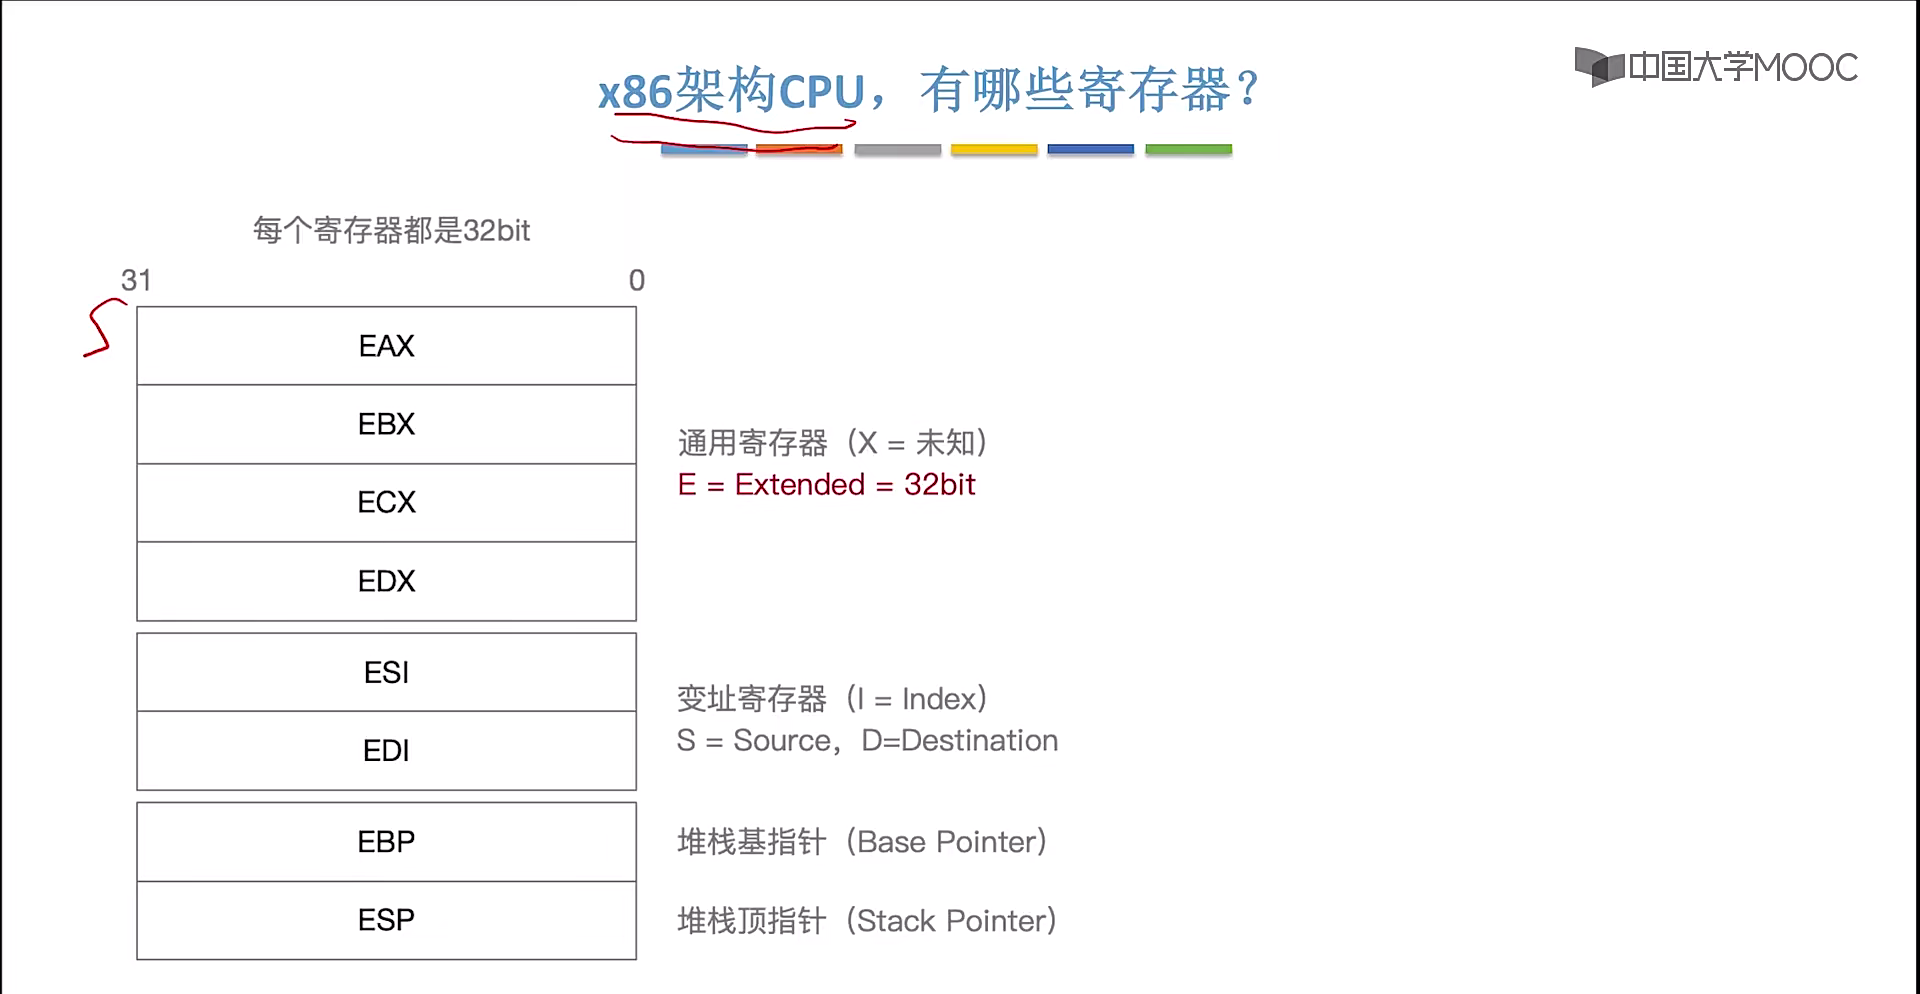 x86架构CPU，有哪些寄存器？
中国大学MOOC
每个寄存器都是32bit
31 0
EAX
EBX
ECX
EDX
通用寄存器（X = 未知）
E = Extended = 32bit
ESI
EDI
变址寄存器（I = Index）
S = Source，D=Destination
EBP
堆栈基指针（Base Pointer）
ESP
堆栈顶指针（Stack Pointer）